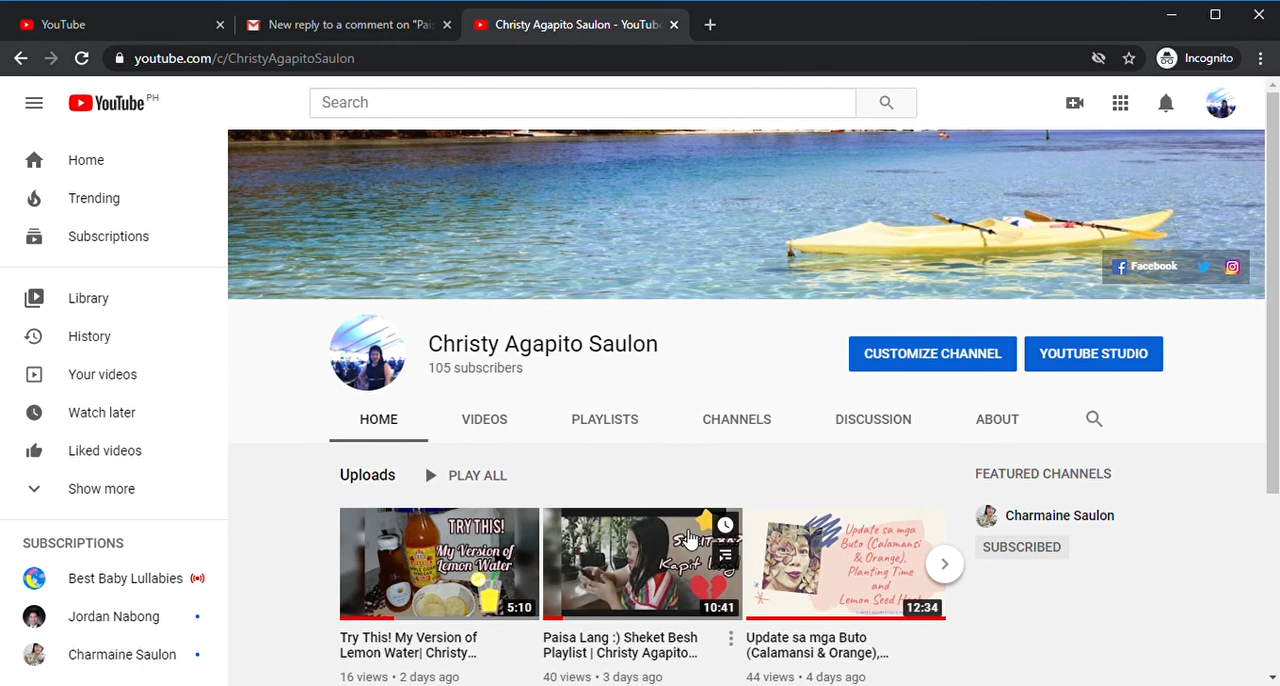 YouTube
New reply to a comment on "Pais
Christy Agapito Saulon - YouTube
youtube.com/c/ChristyAgapitoSaulon
Incognito
YouTube PH
Search
Home
Trending
Subscriptions
Library
History
Your videos
Watch later
Liked videos
Show more
SUBSCRIPTIONS
Best Baby Lullabies
Jordan Nabong
Charmaine Saulon
Facebook
Christy Agapito Saulon
105 subscribers
CUSTOMIZE CHANNEL
YOUTUBE STUDIO
HOME VIDEOS PLAYLISTS CHANNELS DISCUSSION ABOUT
Uploads
PLAY ALL
TRY THIS!
My Version of
Lemon Water
5:10
Try This! My Version of
Lemon Water| Christy...
16 views • 2 days ago
Kapit lang
10:41
Paisa Lang :) Sheket Besh
Playlist | Christy Agapito...
40 views • 3 days ago
Update sa mga
Buto (Calamansi
& Orange),
Planting Time
and
Lemon Seed
12:34
Update sa mga Buto
(Calamansi & Orange),...
44 views • 4 days ago
FEATURED CHANNELS
Charmaine Saulon
SUBSCRIBED